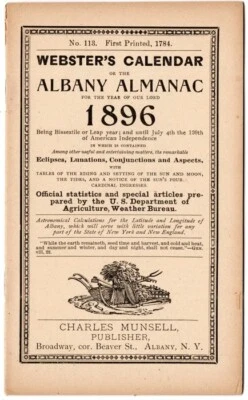 No. 113. First Printed, 1784.
WEBSTER'S CALENDAR
OR THE
ALBANY ALMANAC
FOR THE YEAR OF OUR LORD
1896
Being Bissextile or Leap year; and until July 4th the 120th
of American Independence
IN WHICH IS CONTAINED
Among other useful and entertaining matters, the remarkable
Eclipses, Lunations, Conjunctions and Aspects.
WITH
TABLES OF THE RISING AND SETTING OF THE SUN AND MOON,
THE TIDES, AND A NOTICE OF THE SUN'S FOUR
CARDINAL INGRESSES
Official statistics and special articles pre-
pared by the U. S. Department of
Agriculture, Weather Bureau.
Astronomical Calculations for the Latitude and Longitude of
Albany, which will serve with little variation for any
part of the State of New York and New England.
"While the earth remaineth, seed time and harvest, and cold and heat,
and summer and winter, and day and night, shall not cease."—GEN.
viii, 22.
CHARLES MUNSELL,
PUBLISHER,
Broadway, cor. Beaver St., Albany, N. Y.